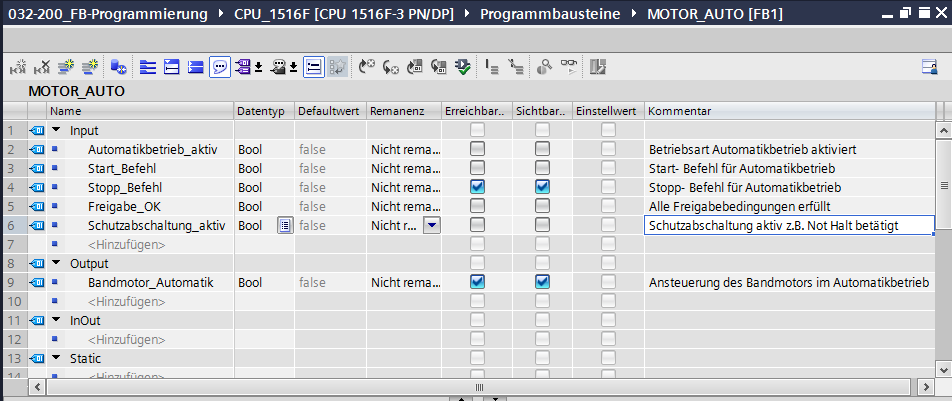 032-200_FB-Programmierung CPU_1516F [CPU 1516F-3 PN/DP] Programmbausteine MOTOR_AUTO [FB1]
MOTOR_AUTO
Name Datentyp Defaultwert Remanenz Erreichbar... Sichtbar... Einstellwert Kommentar
1 Input
2 Automatikbetrieb_aktiv Bool false Nicht rema... Betriebsart Automatikbetrieb aktiviert
3 Start_Befehl Bool false Nicht rema... Start- Befehl für Automatikbetrieb
4 Stopp_Befehl Bool false Nicht rema... Stopp- Befehl für Automatikbetrieb
5 Freigabe_OK Bool false Nicht rema... Alle Freigabebedingungen erfüllt
6 Schutzabschaltung_aktiv Bool false Nicht r... Schutzabschaltung aktiv z.B. Not Halt betätigt
7 <Hinzufügen>
8 Output
9 Bandmotor_Automatik Bool false Nicht rema... Ansteuerung des Bandmotors im Automatikbetrieb
10 <Hinzufügen>
11 InOut
12 <Hinzufügen>
13 Static
14 <Hinzufügen>